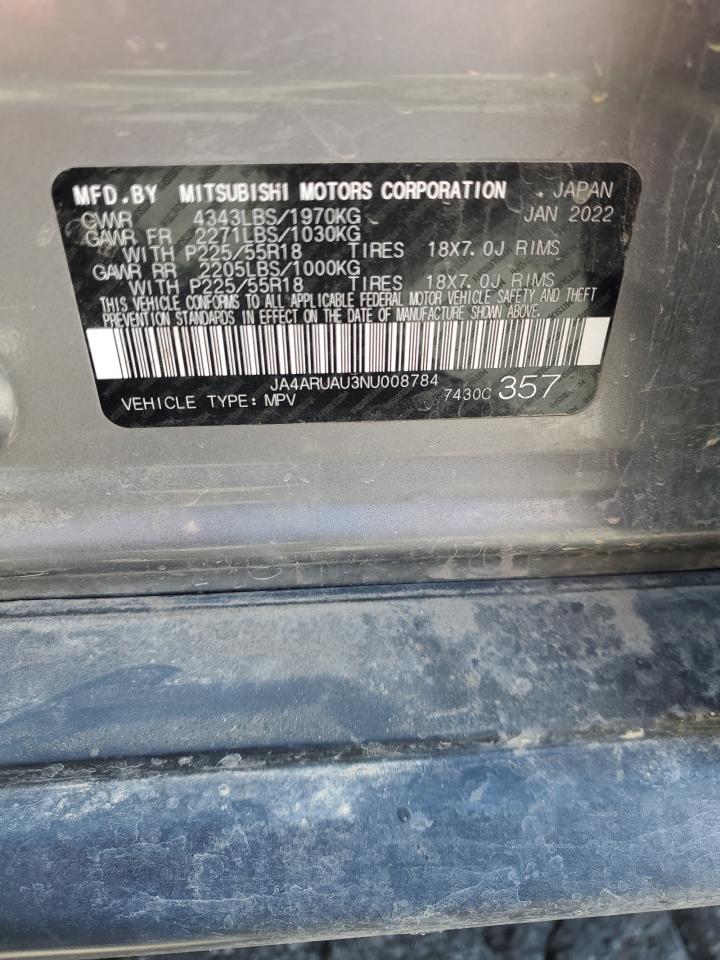 MFD.BY MITSUBISHI MOTORS CORPORATION JAPAN
GVWR 4343LBS/1970KG JAN 2022
GAWR FR 2271LBS/1030KG
WITH P225/55R18 TIRES 18X7.0J RIMS
GAWR RR 2205LBS/1000KG
WITH P225/55R18 TIRES 18X7.0J RIMS
THIS VEHICLE CONFORMS TO ALL APPLICABLE FEDERAL MOTOR VEHICLE SAFETY AND THEFT
PREVENTION STANDARDS IN EFFECT ON THE DATE OF MANUFACTURE SHOWN ABOVE.
JA4ARUAU3NU008784
VEHICLE TYPE: MPV 7430C 357